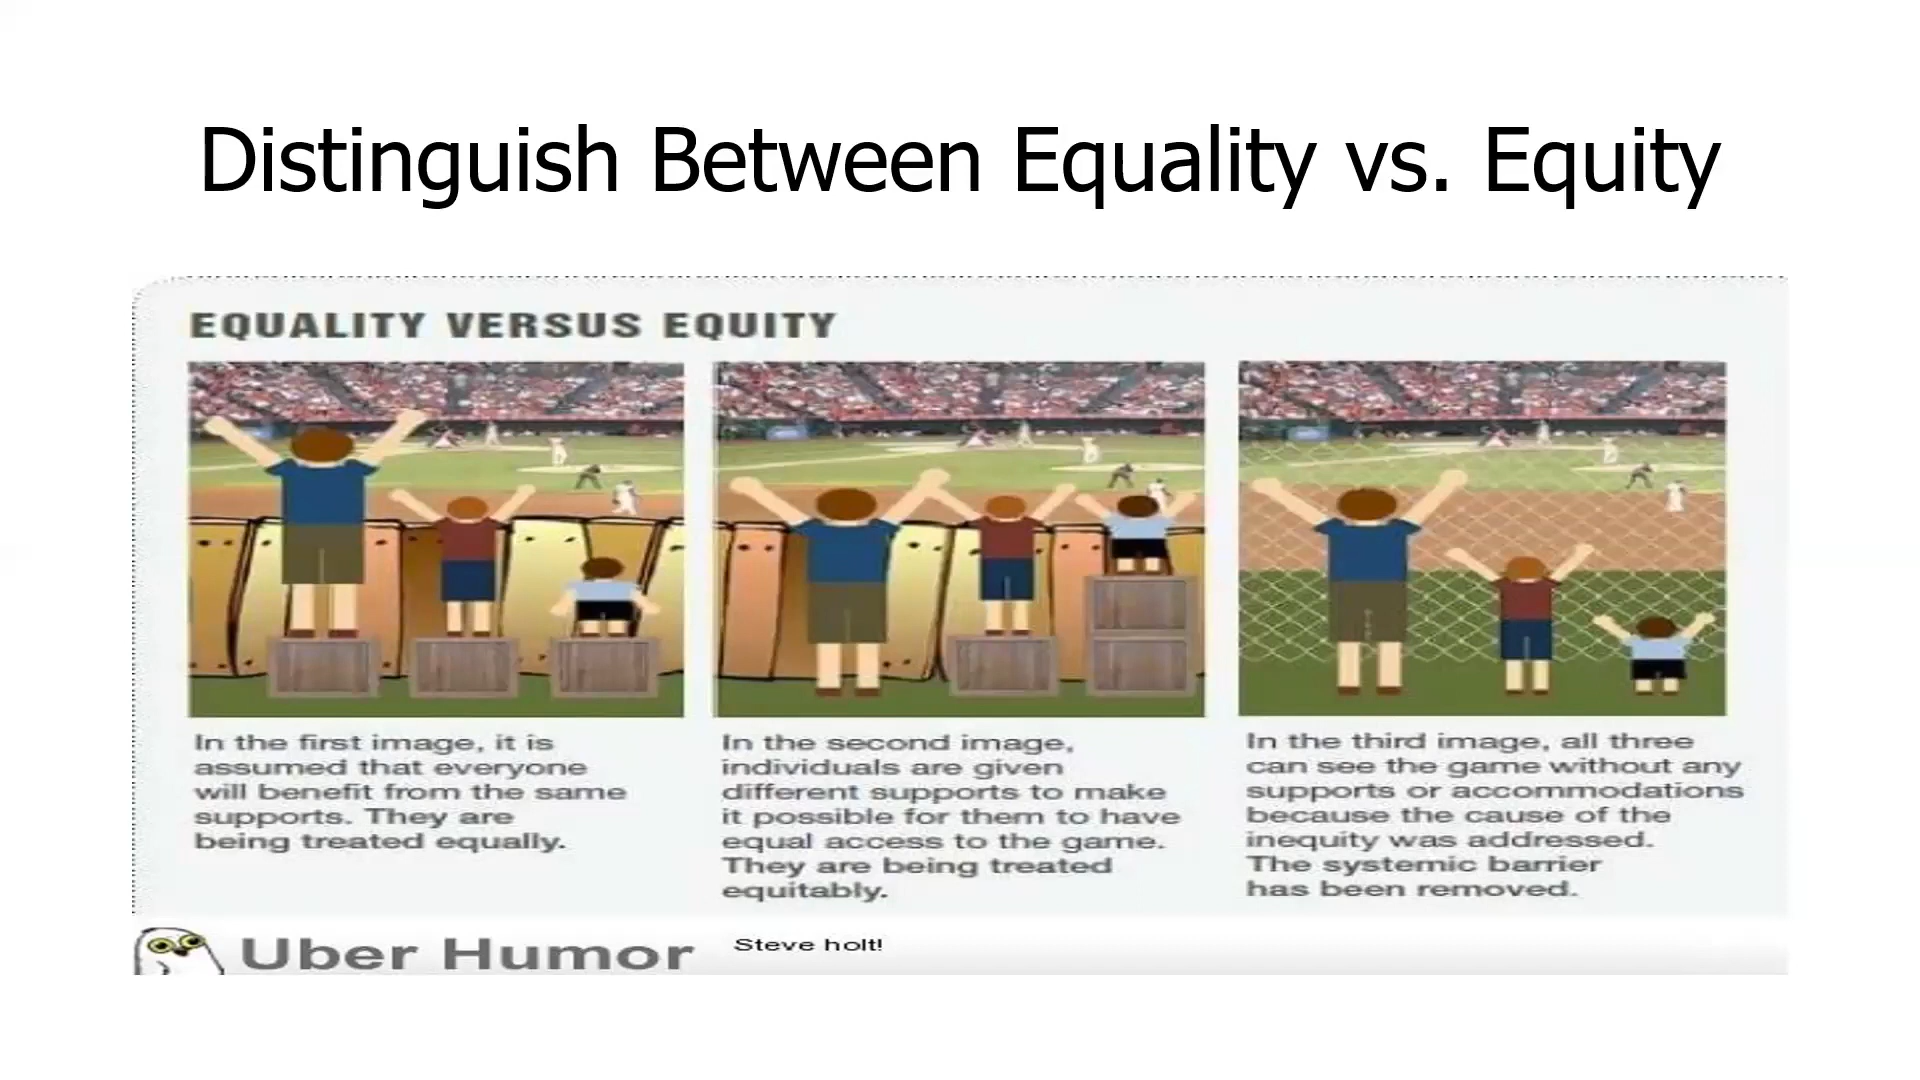 Distinguish Between Equality vs. Equity
EQUALITY VERSUS EQUITY
In the first image, it is
assumed that everyone
will benefit from the same
supports. They are
being treated equally.
In the second image,
individuals are given
different supports to make
it possible for them to have
equal access to the game.
They are being treated
equitably.
In the third image, all three
can see the game without any
supports or accommodations
because the cause of the
inequity was addressed.
The systemic barrier
has been removed.
Uber Humor
Steve holt!